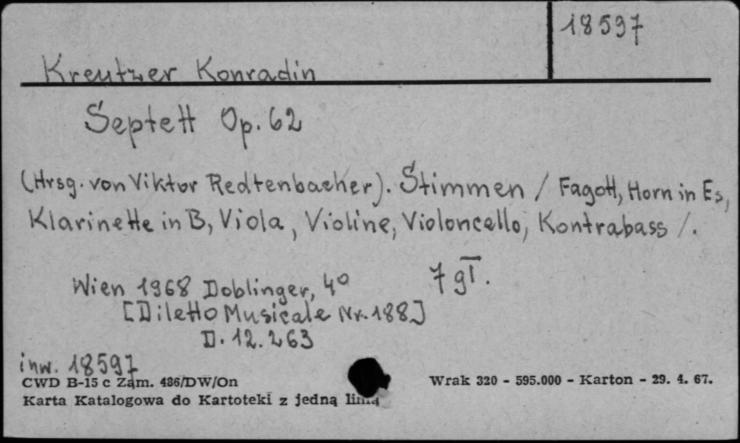 18597
Kreutzer Konradin
Septett Op. 62
(Hrsg. von Viktor Redtenbacher). Stimmen / Fagott, Horn in Es,
Klarinette in B, Viola, Violine, Violoncello, Kontrabass /.
Wien 1968 Doblinger, 4° 7 gł.
[Diletto Musicale Nr. 188]
D. 12.263
inw. 18597
CWD B-15 c Zam. 486/DW/On Wrak 320 - 595.000 - Karton - 29. 4. 67.
Karta Katalogowa do Kartoteki z jedną linią